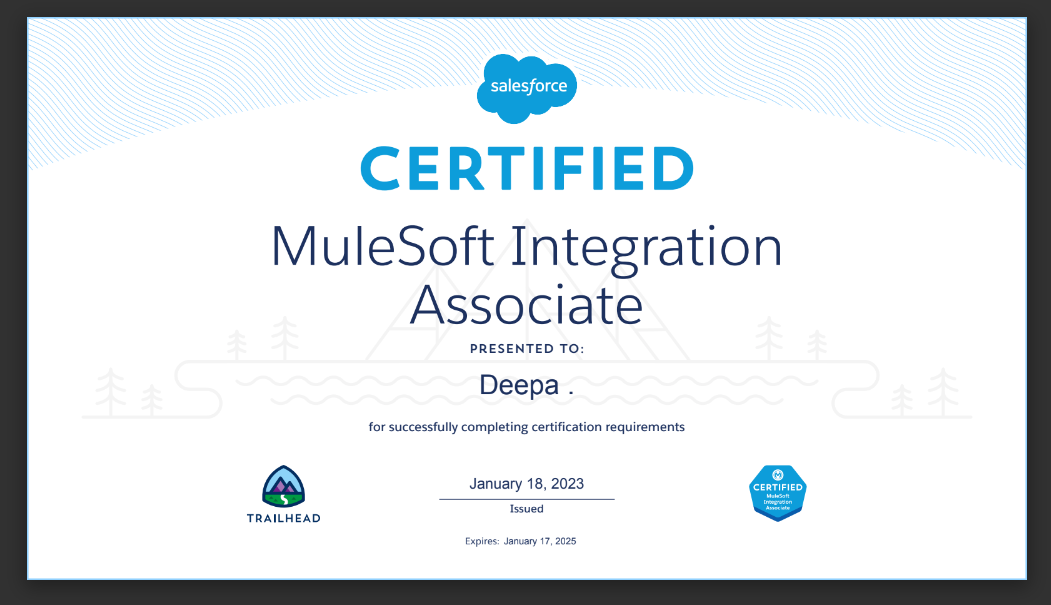 salesforce
CERTIFIED
MuleSoft Integration
Associate
PRESENTED TO:
Deepa .
for successfully completing certification requirements
January 18, 2023
Issued
Expires: January 17, 2025
TRAILHEAD
CERTIFIED
MuleSoft
Integration
Associate